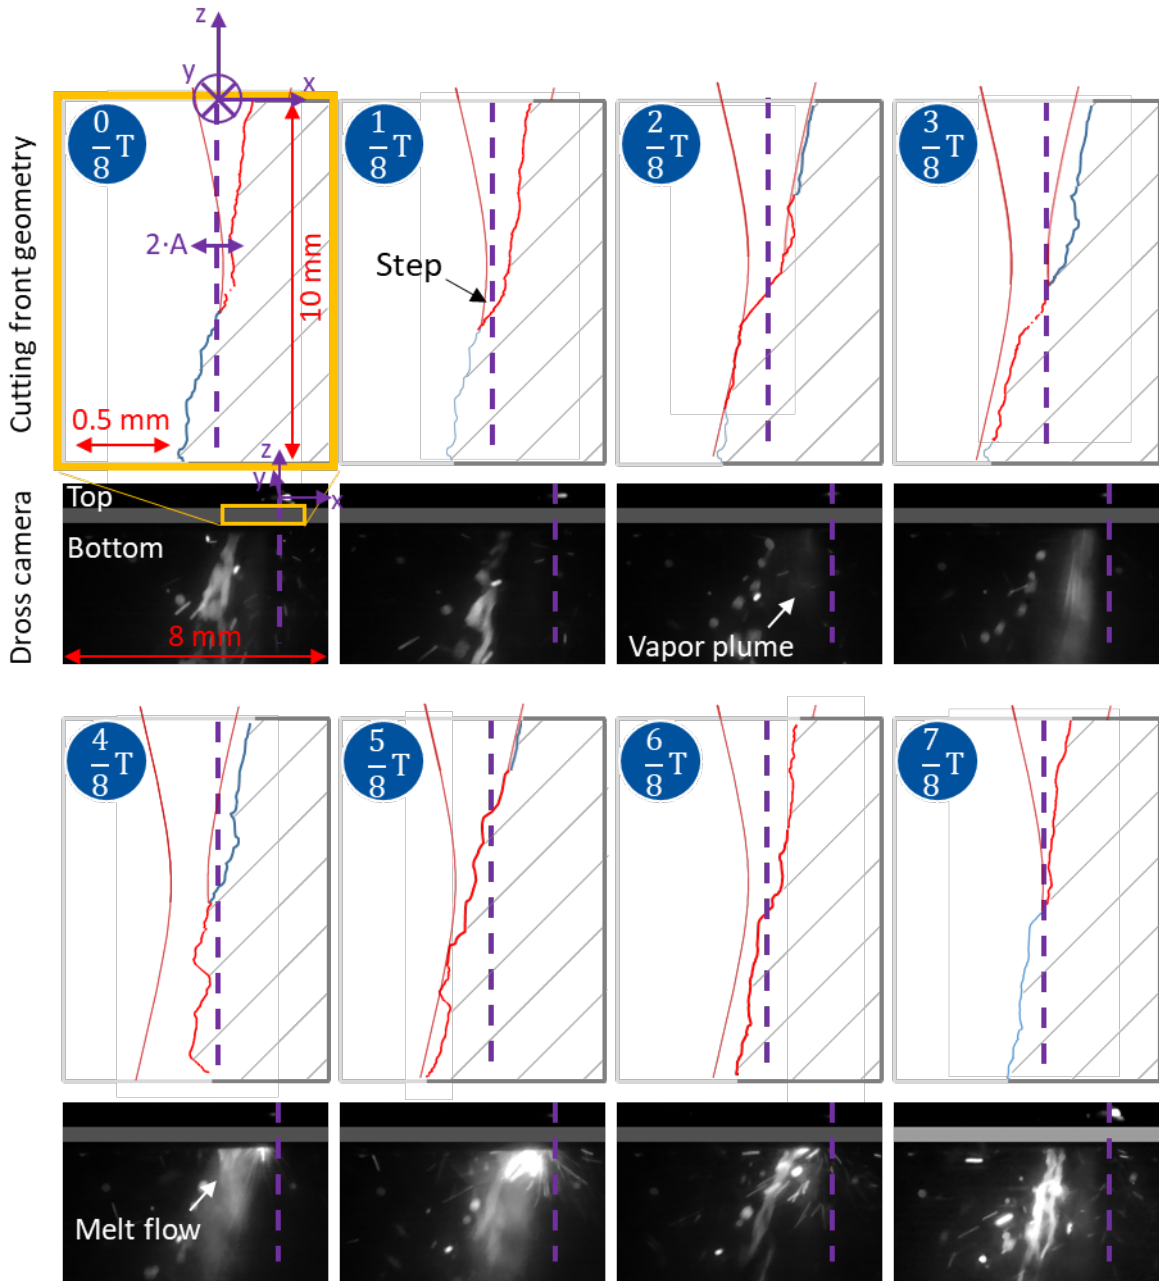 z
y
x
Cutting front geometry
0/8 T
1/8 T
2/8 T
3/8 T
2·A
Step
10 mm
0.5 mm
z
y
x
Dross camera
Top
Bottom
8 mm
Vapor plume
4/8 T
5/8 T
6/8 T
7/8 T
Melt flow